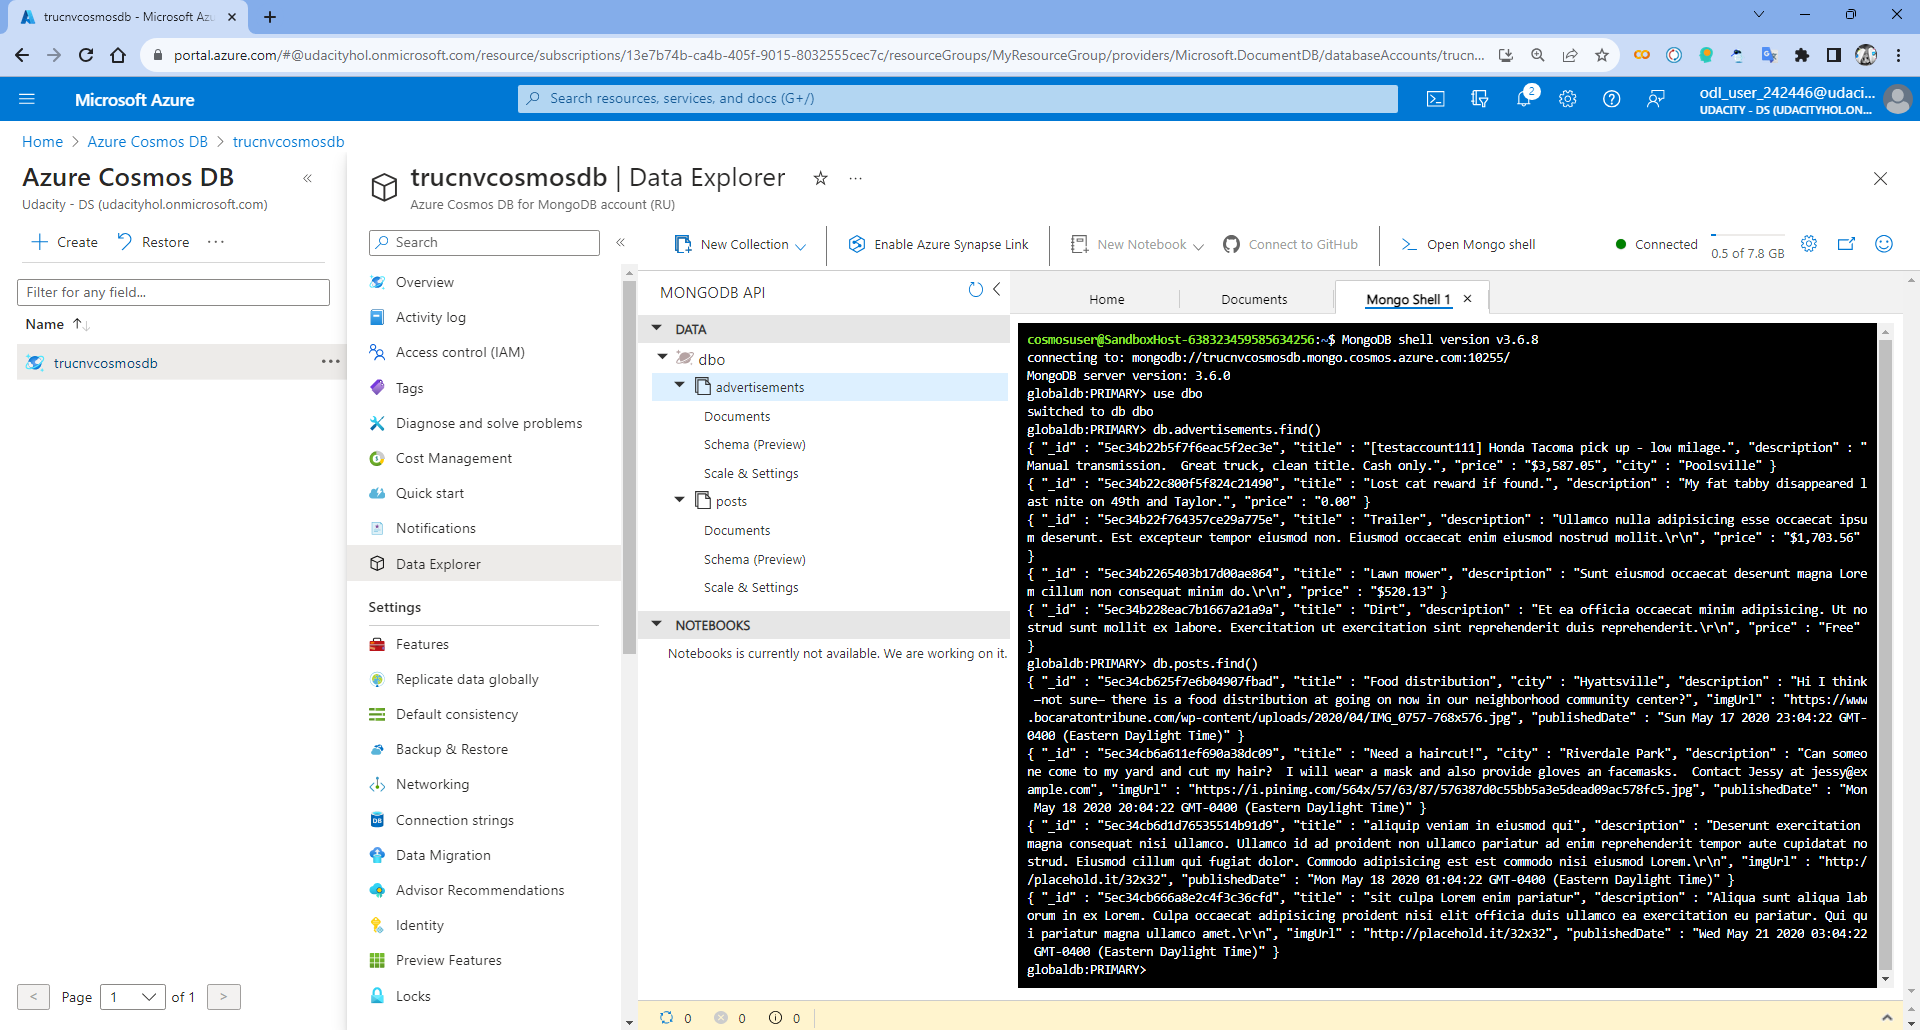 trucnvcosmosdb - Microsoft Azu
portal.azure.com/#@udacityhol.onmicrosoft.com/resource/subscriptions/13e7b74b-ca4b-405f-9015-8032555cec7c/resourceGroups/MyResourceGroup/providers/Microsoft.DocumentDB/databaseAccounts/trucn...
Microsoft Azure
Search resources, services, and docs (G+/)
2
odl_user_242446@udaci...
UDACITY - DS (UDACITYHOL.ON...
Home > Azure Cosmos DB > trucnvcosmosdb
Azure Cosmos DB
Udacity - DS (udacityhol.onmicrosoft.com)
Create
Restore
Filter for any field...
Name
trucnvcosmosdb
< Page 1 of 1 >
trucnvcosmosdb | Data Explorer
Azure Cosmos DB for MongoDB account (RU)
Search
Overview
Activity log
Access control (IAM)
Tags
Diagnose and solve problems
Cost Management
Quick start
Notifications
Data Explorer
Settings
Features
Replicate data globally
Default consistency
Backup & Restore
Networking
Connection strings
Data Migration
Advisor Recommendations
Identity
Preview Features
Locks
New Collection
Enable Azure Synapse Link
New Notebook
Connect to GitHub
Open Mongo shell
Connected
0.5 of 7.8 GB
MONGODB API
DATA
dbo
advertisements
Documents
Schema (Preview)
Scale & Settings
posts
Documents
Schema (Preview)
Scale & Settings
NOTEBOOKS
Notebooks is currently not available. We are working on it.
Home
Documents
Mongo Shell 1
cosmosuser@SandboxHost-638323459585634256:~$ MongoDB shell version v3.6.8
connecting to: mongodb://trucnvcosmosdb.mongo.cosmos.azure.com:10255/
MongoDB server version: 3.6.0
globaldb:PRIMARY> use dbo
switched to db dbo
globaldb:PRIMARY> db.advertisements.find()
{ "_id" : "5ec34b22b5f7f6eac5f2ec3e", "title" : "[testaccount111] Honda Tacoma pick up - low milage.", "description" : "
Manual transmission.  Great truck, clean title. Cash only.", "price" : "$3,587.05", "city" : "Poolsville" }
{ "_id" : "5ec34b22c800f5f824c21490", "title" : "Lost cat reward if found.", "description" : "My fat tabby disappeared l
ast nite on 49th and Taylor.", "price" : "0.00" }
{ "_id" : "5ec34b22f764357ce29a775e", "title" : "Trailer", "description" : "Ullamco nulla adipisicing esse occaecat ipsu
m deserunt. Est excepteur tempor eiusmod non. Eiusmod occaecat enim eiusmod nostrud mollit.\r\n", "price" : "$1,703.56"
}
{ "_id" : "5ec34b2265403b17d00ae864", "title" : "Lawn mower", "description" : "Sunt eiusmod occaecat deserunt magna Lore
m cillum non consequat minim do.\r\n", "price" : "$520.13" }
{ "_id" : "5ec34b228eac7b1667a21a9a", "title" : "Dirt", "description" : "Et ea officia occaecat minim adipisicing. Ut no
strud sunt mollit ex labore. Exercitation ut exercitation sint reprehenderit duis reprehenderit.\r\n", "price" : "Free"
}
globaldb:PRIMARY> db.posts.find()
{ "_id" : "5ec34cb625f7e6b04907fbad", "title" : "Food distribution", "city" : "Hyattsville", "description" : "Hi I think
—not sure— there is a food distribution at going on now in our neighborhood community center?", "imgUrl" : "https://www
.bocaratontribune.com/wp-content/uploads/2020/04/IMG_0757-768x576.jpg", "publishedDate" : "Sun May 17 2020 23:04:22 GMT-
0400 (Eastern Daylight Time)" }
{ "_id" : "5ec34cb6a611ef690a38dc09", "title" : "Need a haircut!", "city" : "Riverdale Park", "description" : "Can someo
ne come to my yard and cut my hair?  I will wear a mask and also provide gloves an facemasks.  Contact Jessy at jessy@ex
ample.com", "imgUrl" : "https://i.pinimg.com/564x/57/63/87/576387d0c55bb5a3e5dead09ac578fc5.jpg", "publishedDate" : "Mon
May 18 2020 20:04:22 GMT-0400 (Eastern Daylight Time)" }
{ "_id" : "5ec34cb6d1d76535514b91d9", "title" : "aliquip veniam in eiusmod qui", "description" : "Deserunt exercitation
magna consequat nisi ullamco. Ullamco id ad proident non ullamco pariatur ad enim reprehenderit tempor aute cupidatat no
strud. Eiusmod cillum qui fugiat dolor. Commodo adipisicing est est commodo nisi eiusmod Lorem.\r\n", "imgUrl" : "http:/
/placehold.it/32x32", "publishedDate" : "Mon May 18 2020 01:04:22 GMT-0400 (Eastern Daylight Time)" }
{ "_id" : "5ec34cb666a8e2c4f3c36cfd", "title" : "sit culpa Lorem enim pariatur", "description" : "Aliqua sunt aliqua lab
orum in ex Lorem. Culpa occaecat adipisicing proident nisi elit officia duis ullamco ea exercitation eu pariatur. Qui qu
i pariatur magna ullamco amet.\r\n", "imgUrl" : "http://placehold.it/32x32", "publishedDate" : "Wed May 21 2020 03:04:22
GMT-0400 (Eastern Daylight Time)" }
globaldb:PRIMARY>
0 0 0